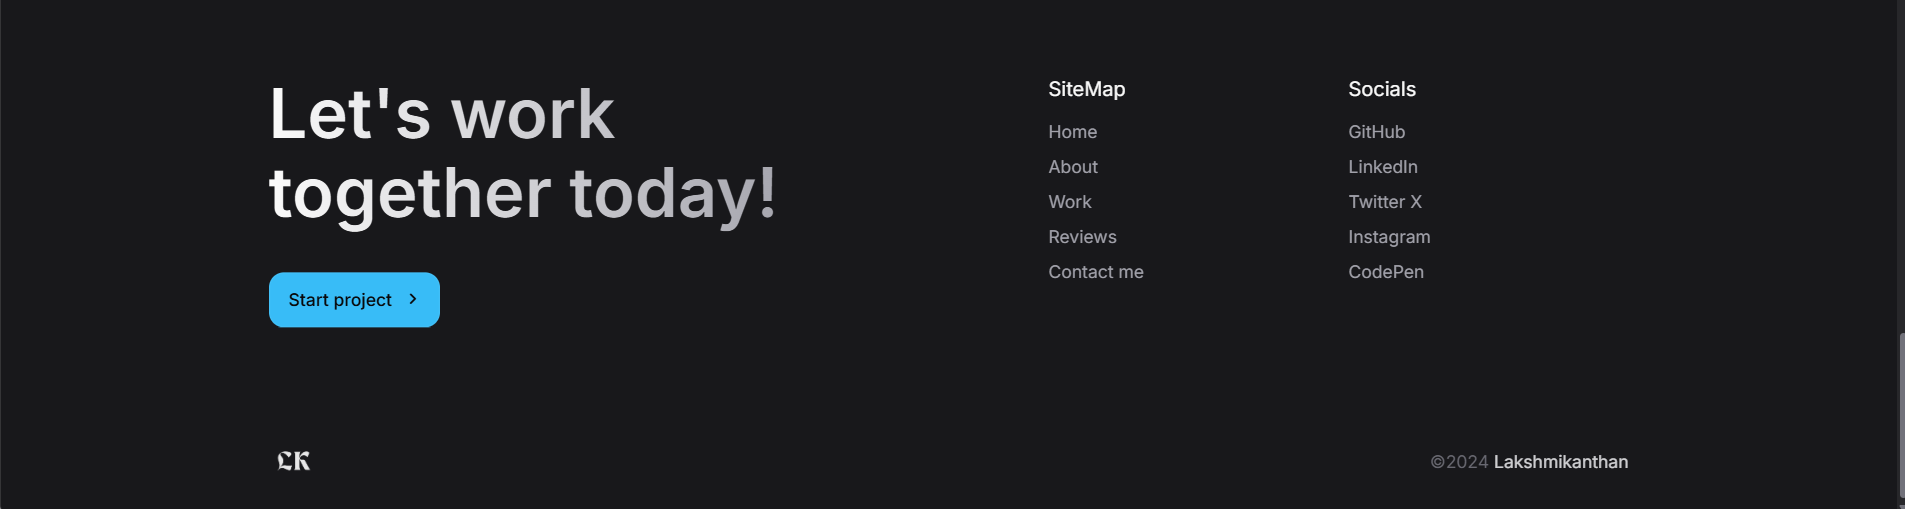 Let's work
together today!
Start project
SiteMap
Home
About
Work
Reviews
Contact me
Socials
GitHub
LinkedIn
Twitter X
Instagram
CodePen
LK
©2024 Lakshmikanthan